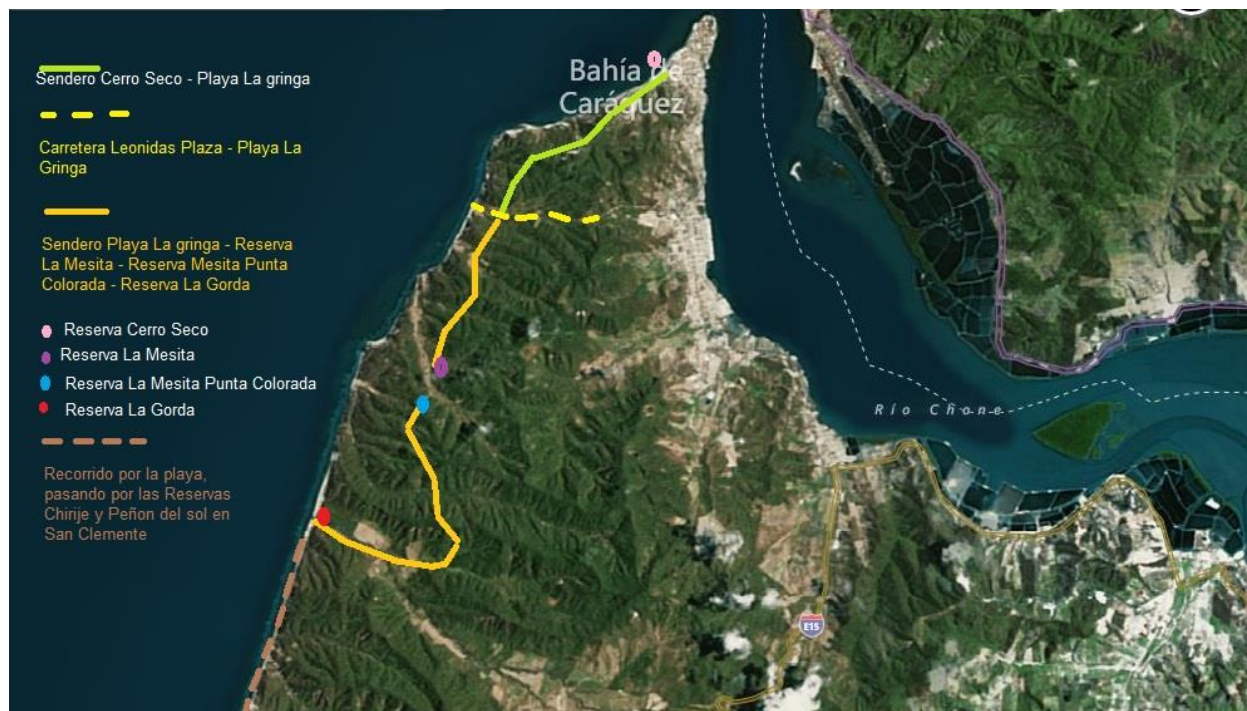 Sendero Cerro Seco - Playa La gringa
Carretera Leonidas Plaza - Playa La
Gringa
Sendero Playa La gringa - Reserva
La Mesita - Reserva Mesita Punta
Colorada - Reserva La Gorda
Reserva Cerro Seco
Reserva La Mesita
Reserva La Mesita Punta Colorada
Reserva La Gorda
Recorrido por la playa,
pasando por las Reservas
Chirije y Peñon del sol en
San Clemente
Bahía de
Caráquez
Río Chone
E15